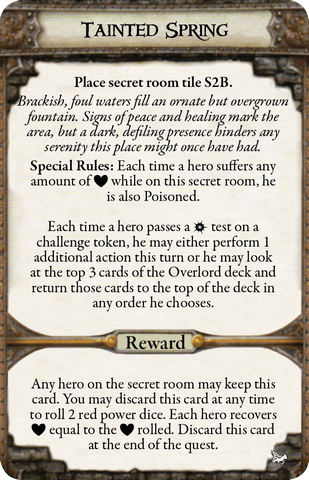 Tainted Spring
Place secret room tile S2B.
Brackish, foul waters fill an ornate but overgrown
fountain. Signs of peace and healing mark the
area, but a dark, defiling presence hinders any
serenity this place might once have had.
Special Rules: Each time a hero suffers any
amount of ♥ while on this secret room, he
is also Poisoned.
Each time a hero passes a test on a
challenge token, he may either perform 1
additional action this turn or he may look
at the top 3 cards of the Overlord deck and
return those cards to the top of the deck in
any order he chooses.
Reward
Any hero on the secret room may keep this
card. You may discard this card at any time
to roll 2 red power dice. Each hero recovers
♥ equal to the ♥ rolled. Discard this card
at the end of the quest.